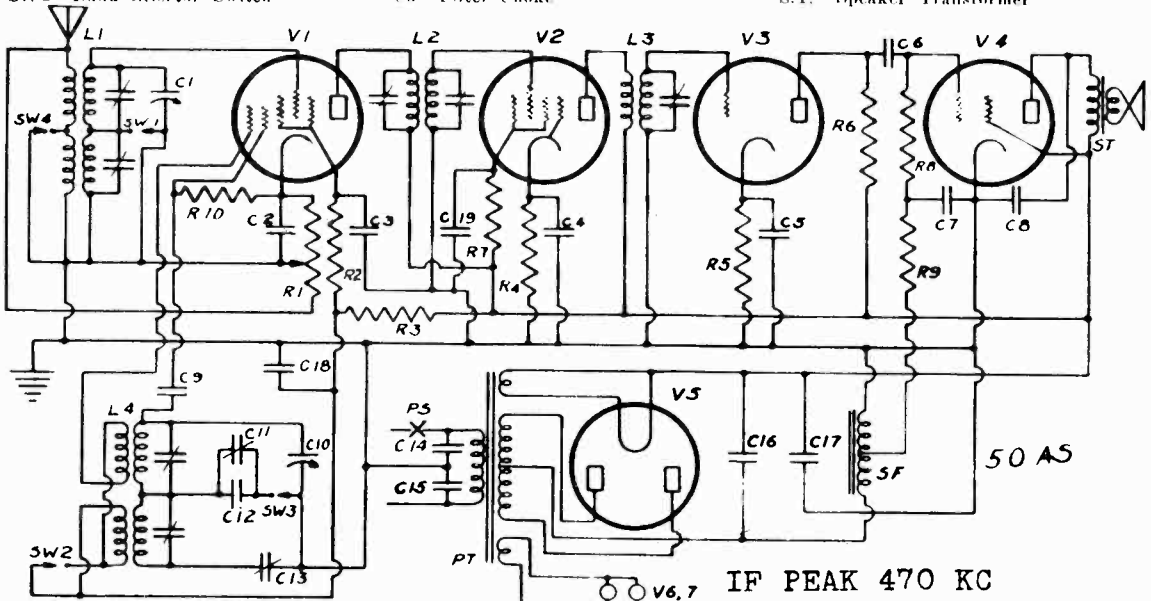 Speaker Transformer
L1 V1 L2 V2 L3 V3 C6 V4
C1
SW4 SW1
R6 R8 ST
R10 C2 C3 C19 R7 C4 C5 C7 C8
R1 R2 R4 R5 R9
R3
C18
C9
L4 PS V5
C11 C10 C14 C16 C17 SF 50 AS
C15
C12 SW3
SW2 C13 PT
V6,7 IF PEAK 470 KC